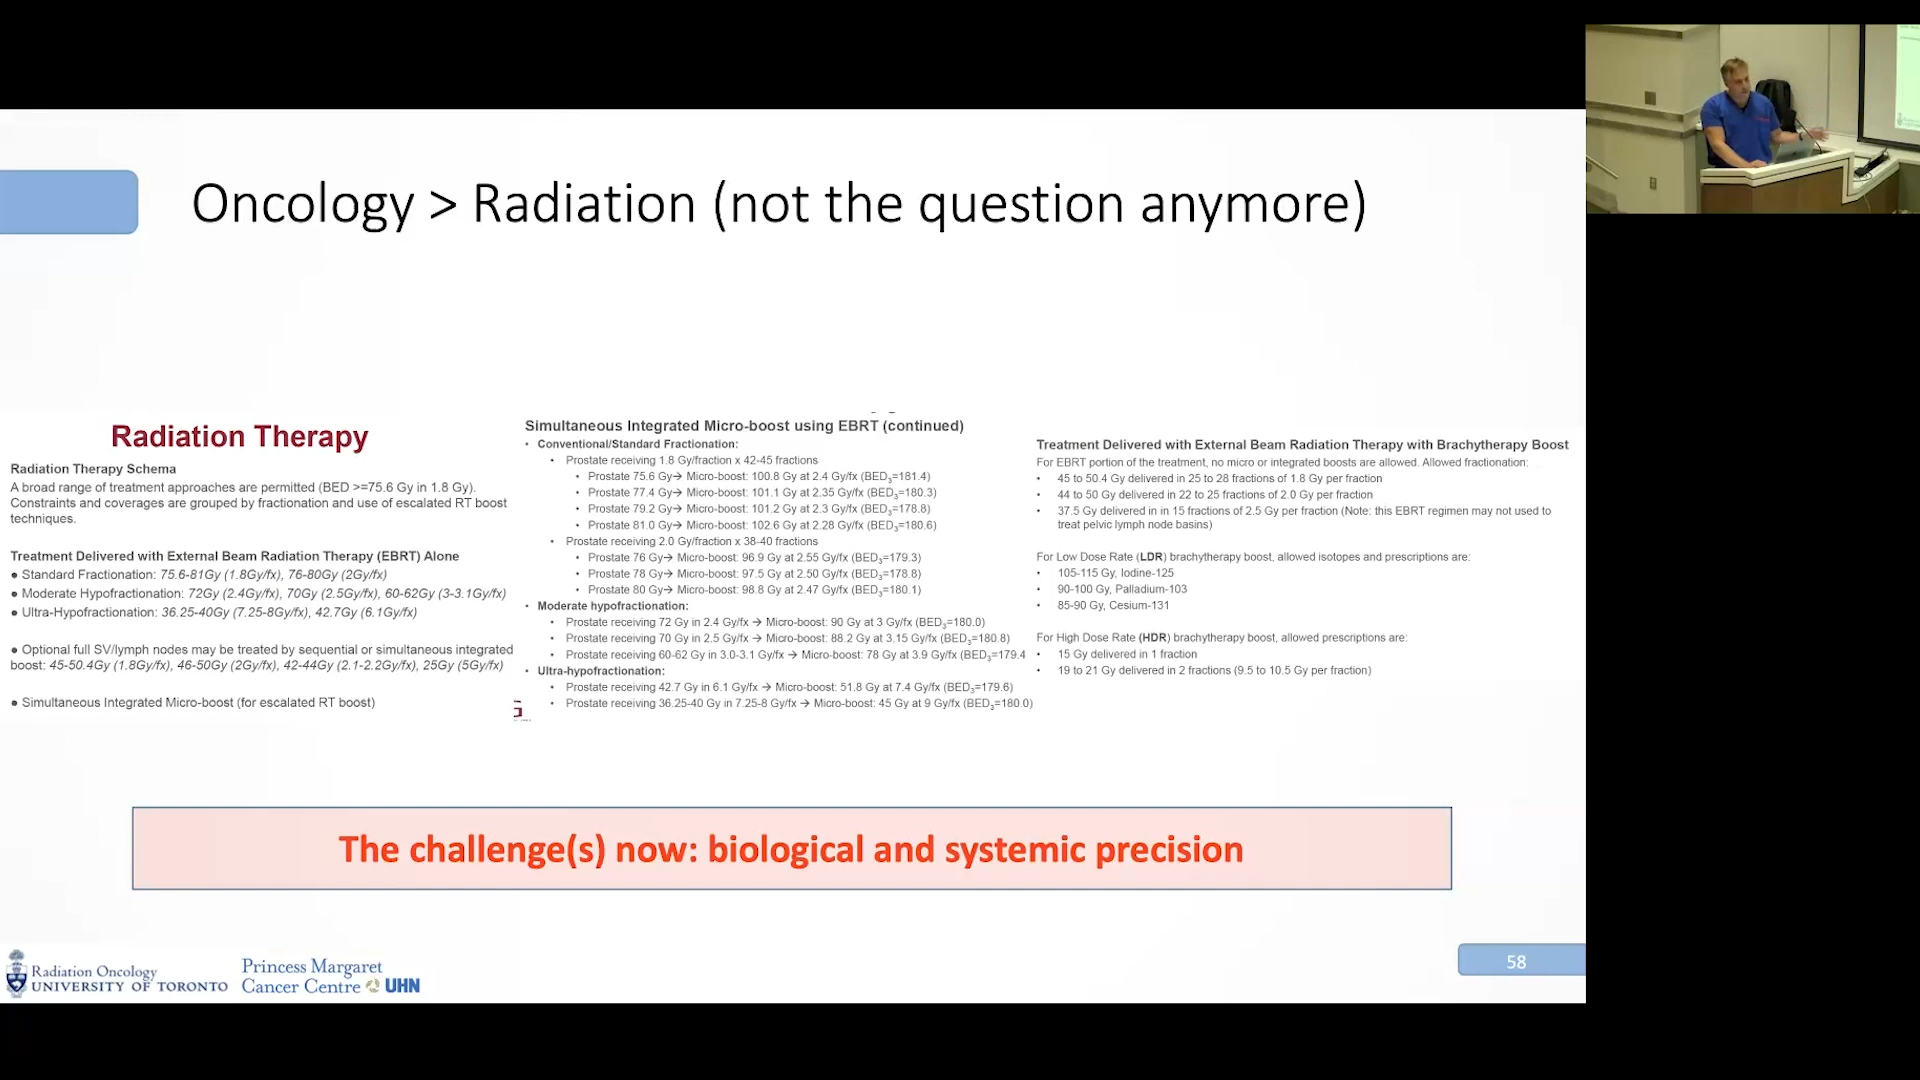 Oncology > Radiation (not the question anymore)
Radiation Therapy
Radiation Therapy Schema
A broad range of treatment approaches are permitted (BED >=75.6 Gy in 1.8 Gy).
Constraints and coverages are grouped by fractionation and use of escalated RT boost
techniques.
Treatment Delivered with External Beam Radiation Therapy (EBRT) Alone
● Standard Fractionation: 75.6-81Gy (1.8Gy/fx), 76-80Gy (2Gy/fx)
● Moderate Hypofractionation: 72Gy (2.4Gy/fx), 70Gy (2.5Gy/fx), 60-62Gy (3-3.1Gy/fx)
● Ultra-Hypofractionation: 36.25-40Gy (7.25-8Gy/fx), 42.7Gy (6.1Gy/fx)
● Optional full SV/lymph nodes may be treated by sequential or simultaneous integrated
boost: 45-50.4Gy (1.8Gy/fx), 46-50Gy (2Gy/fx), 42-44Gy (2.1-2.2Gy/fx), 25Gy (5Gy/fx)
● Simultaneous Integrated Micro-boost (for escalated RT boost)
Simultaneous Integrated Micro-boost using EBRT (continued)
• Conventional/Standard Fractionation:
• Prostate receiving 1.8 Gy/fraction x 42-45 fractions
• Prostate 75.6 Gy→ Micro-boost: 100.8 Gy at 2.4 Gy/fx (BED3=181.4)
• Prostate 77.4 Gy→ Micro-boost: 101.1 Gy at 2.35 Gy/fx (BED3=180.3)
• Prostate 79.2 Gy→ Micro-boost: 101.2 Gy at 2.3 Gy/fx (BED3=178.8)
• Prostate 81.0 Gy→ Micro-boost: 102.6 Gy at 2.28 Gy/fx (BED3=180.6)
• Prostate receiving 2.0 Gy/fraction x 38-40 fractions
• Prostate 76 Gy→ Micro-boost: 96.9 Gy at 2.55 Gy/fx (BED3=179.3)
• Prostate 78 Gy→ Micro-boost: 97.5 Gy at 2.50 Gy/fx (BED3=178.8)
• Prostate 80 Gy→ Micro-boost: 98.8 Gy at 2.47 Gy/fx (BED3=180.1)
• Moderate hypofractionation:
• Prostate receiving 72 Gy in 2.4 Gy/fx → Micro-boost: 90 Gy at 3 Gy/fx (BED3=180.0)
• Prostate receiving 70 Gy in 2.5 Gy/fx → Micro-boost: 88.2 Gy at 3.15 Gy/fx (BED3=180.8)
• Prostate receiving 60-62 Gy in 3.0-3.1Gy/fx → Micro-boost: 78 Gy at 3.9 Gy/fx (BED3=179.4
• Ultra-hypofractionation:
• Prostate receiving 42.7 Gy in 6.1 Gy/fx → Micro-boost: 51.8 Gy at 7.4 Gy/fx (BED3=179.6)
• Prostate receiving 36.25-40 Gy in 7.25-8 Gy/fx → Micro-boost: 45 Gy at 9 Gy/fx (BED3=180.0)
Treatment Delivered with External Beam Radiation Therapy with Brachytherapy Boost
For EBRT portion of the treatment, no micro or integrated boosts are allowed. Allowed fractionation:
• 45 to 50.4 Gy delivered in 25 to 28 fractions of 1.8 Gy per fraction
• 44 to 50 Gy delivered in 22 to 25 fractions of 2.0 Gy per fraction
• 37.5 Gy delivered in in 15 fractions of 2.5 Gy per fraction (Note: this EBRT regimen may not used to
treat pelvic lymph node basins)
For Low Dose Rate (LDR) brachytherapy boost, allowed isotopes and prescriptions are:
• 105-115 Gy, Iodine-125
• 90-100 Gy, Palladium-103
• 85-90 Gy, Cesium-131
For High Dose Rate (HDR) brachytherapy boost, allowed prescriptions are:
• 15 Gy delivered in 1 fraction
• 19 to 21 Gy delivered in 2 fractions (9.5 to 10.5 Gy per fraction)
The challenge(s) now: biological and systemic precision
Radiation Oncology
UNIVERSITY OF TORONTO
Princess Margaret
Cancer Centre UHN
58